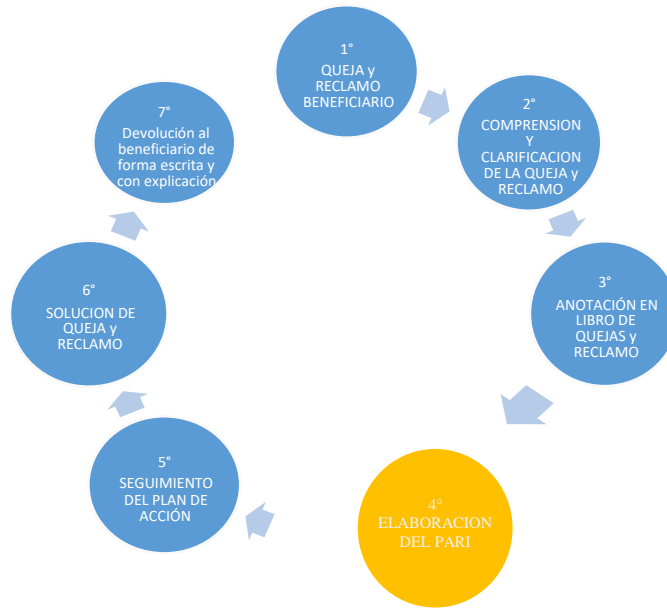 1°
QUEJA y
RECLAMO
BENEFICIARIO
2°
COMPRENSION
Y
CLARIFICACION
DE LA QUEJA y
RECLAMO
3°
ANOTACIÓN EN
LIBRO DE
QUEJAS y
RECLAMO
4°
ELABORACION
DEL PARI
5°
SEGUIMIENTO
DEL PLAN DE
ACCIÓN
6°
SOLUCION DE
QUEJA y
RECLAMO
7°
Devolución al
beneficiario de
forma escrita y
con explicación